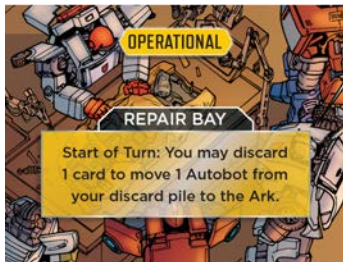 OPERATIONAL
REPAIR BAY
Start of Turn: You may discard
1 card to move 1 Autobot from
your discard pile to the Ark.